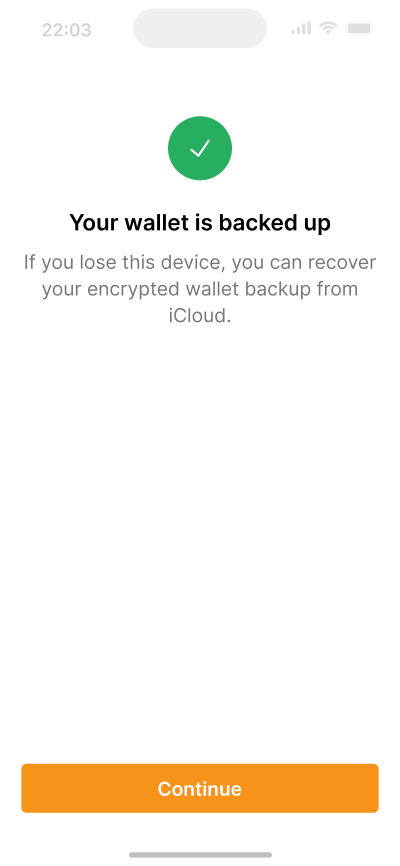 22:03
Your wallet is backed up
If you lose this device, you can recover
your encrypted wallet backup from
iCloud.
Continue